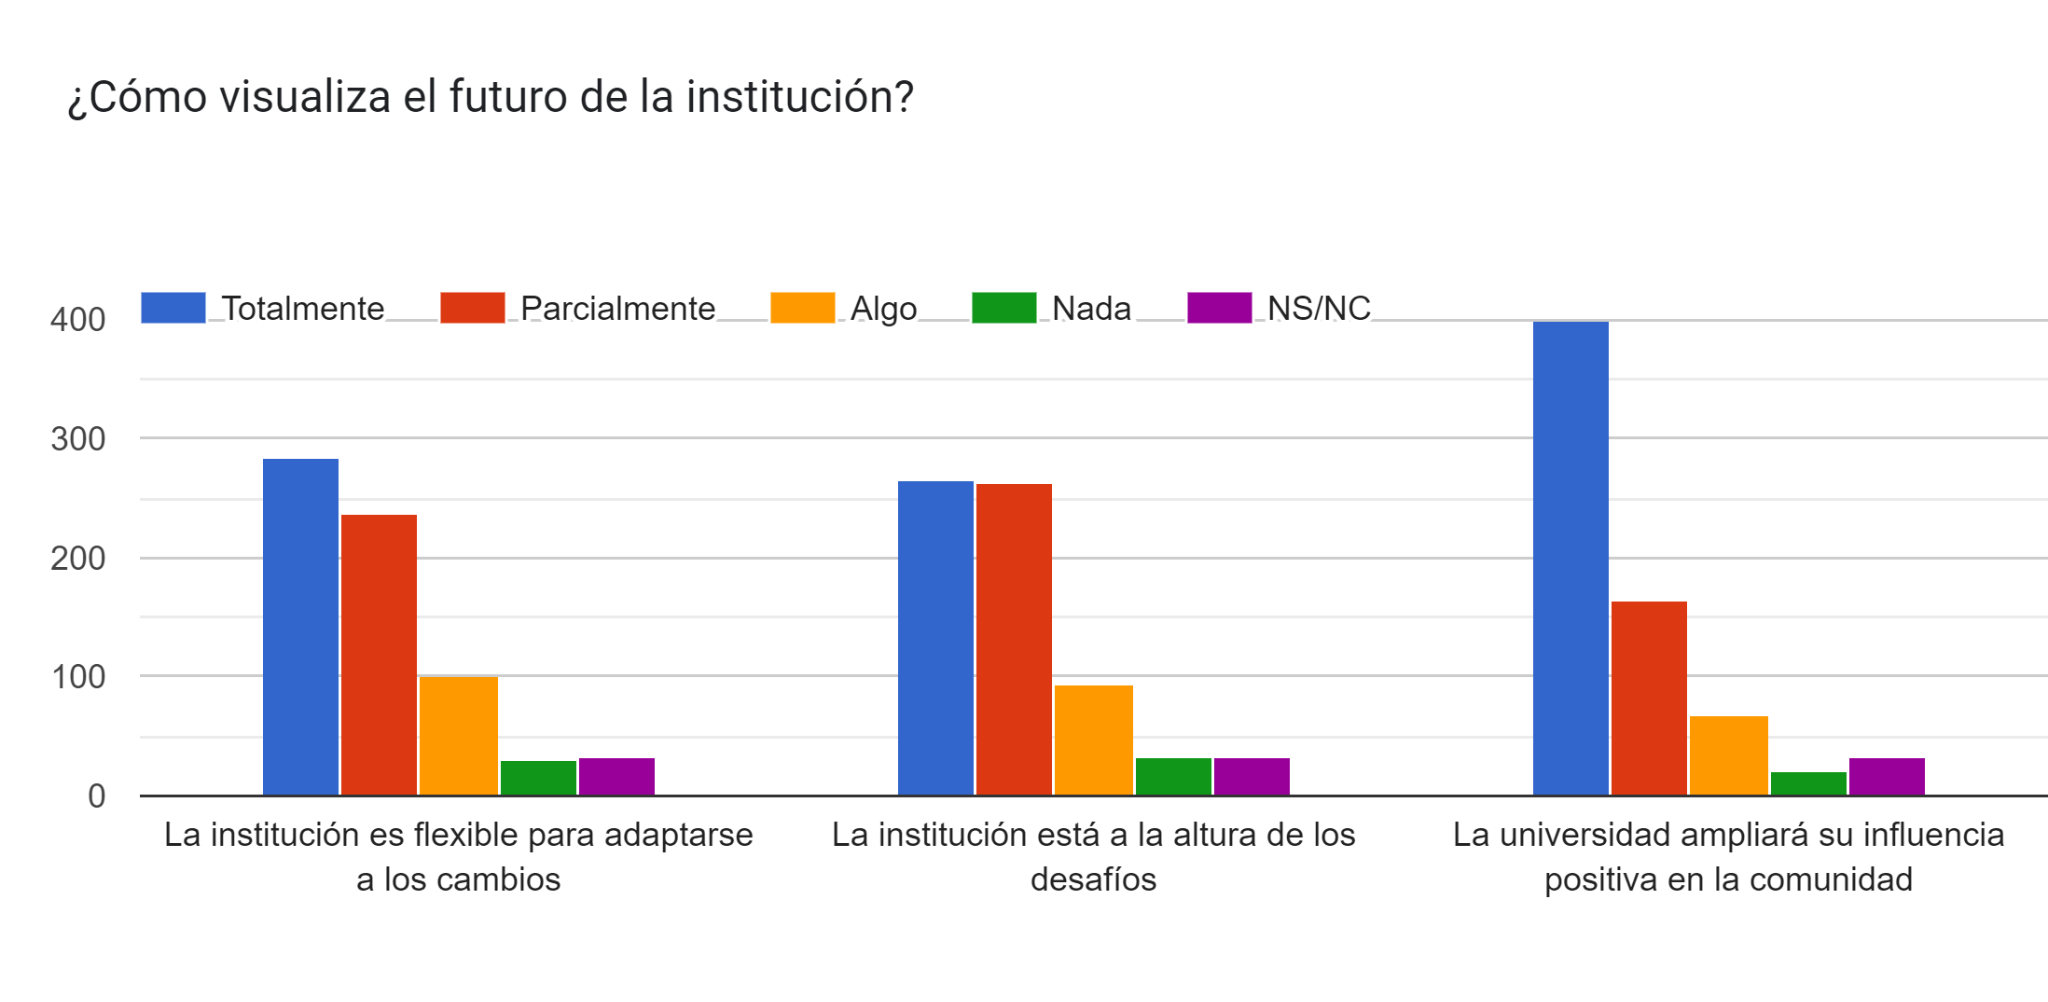 ¿Cómo visualiza el futuro de la institución?
Totalmente Parcialmente Algo Nada NS/NC
400
300
200
100
0
La institución es flexible para adaptarse
a los cambios
La institución está a la altura de los
desafíos
La universidad ampliará su influencia
positiva en la comunidad